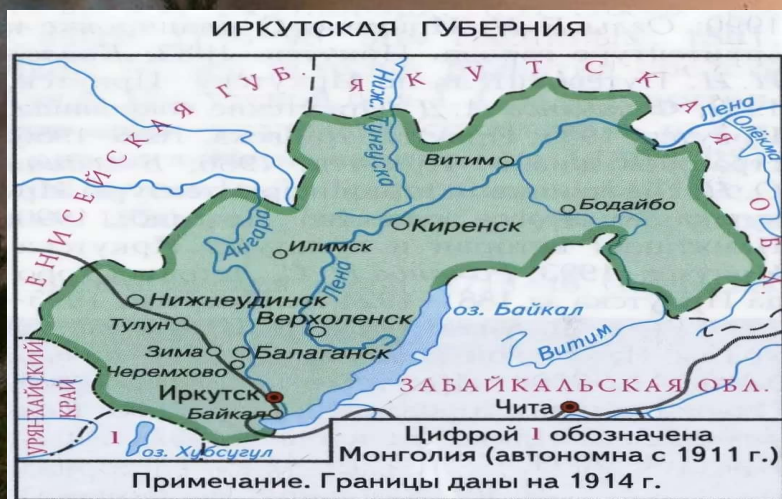 ИРКУТСКАЯ ГУБЕРНИЯ
ЕНИСЕЙСКАЯ ГУБ.
ЯКУТСКАЯ ОБЛ.
Лена
Олёкма
Ниж. Тунгуска
Витим
Бодайбо
Киренск
Ангара
Илимск
Лена
Нижнеудинск
Тулун
Верхоленск
оз. Байкал
Витим
Зима
Балаганск
Черемхово
ЗАБАЙКАЛЬСКАЯ ОБЛ.
УРЯНХАЙСКИЙ
КРАЙ
Иркутск
Байкал
Чита
1
оз. Хубсугул
Цифрой 1 обозначена
Монголия (автономна с 1911 г.)
Примечание. Границы даны на 1914 г.